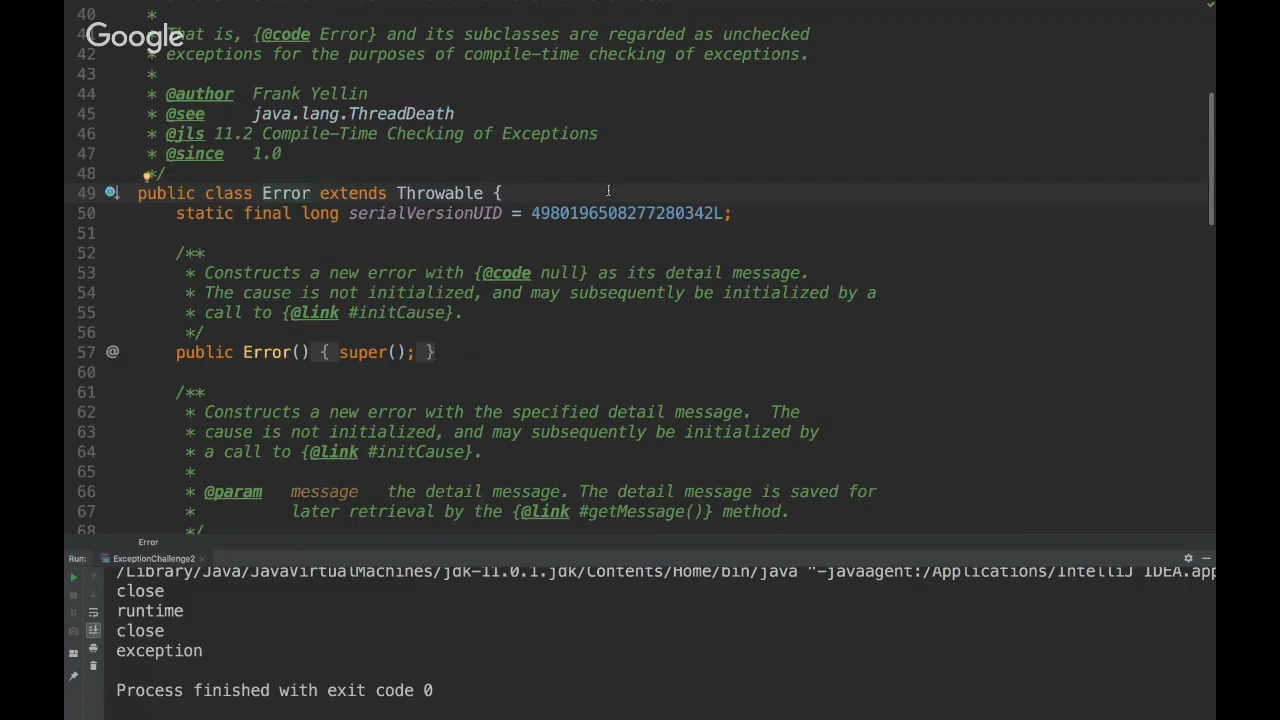 Google
40 *
41 * That is, {@code Error} and its subclasses are regarded as unchecked
42 * exceptions for the purposes of compile-time checking of exceptions.
43 *
44 * @author Frank Yellin
45 * @see java.lang.ThreadDeath
46 * @jls 11.2 Compile-Time Checking of Exceptions
47 * @since 1.0
48 */
49 public class Error extends Throwable {
50 static final long serialVersionUID = 4980196508277280342L;
51
52 /**
53 * Constructs a new error with {@code null} as its detail message.
54 * The cause is not initialized, and may subsequently be initialized by a
55 * call to {@link #initCause}.
56 */
57 public Error() { super(); }
60
61 /**
62 * Constructs a new error with the specified detail message. The
63 * cause is not initialized, and may subsequently be initialized by
64 * a call to {@link #initCause}.
65 *
66 * @param message the detail message. The detail message is saved for
67 * later retrieval by the {@link #getMessage()} method.
68 */
Error
Run: ExceptionChallenge2 ×
/Library/Java/JavaVirtualMachines/jdk-11.0.1.jdk/Contents/Home/bin/java "-javaagent:/Applications/IntelliJ IDEA.app
close
runtime
close
exception
Process finished with exit code 0